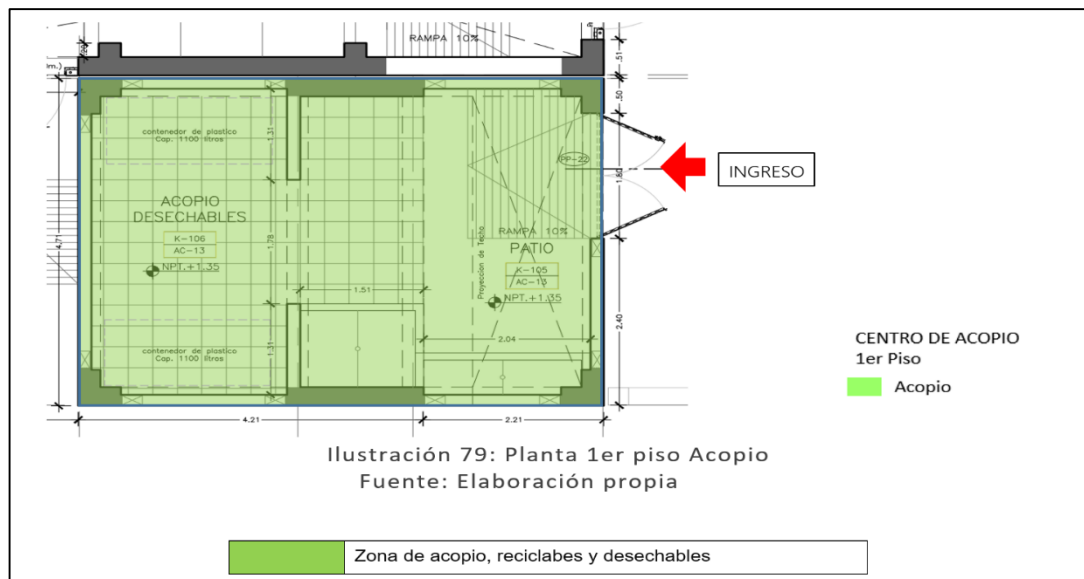 RAMPA 10%
.51
.50
contenedor de plastico
Cap. 1100 litros
1.31
PP-22
1.80
INGRESO
ACOPIO
DESECHABLES
K-106
AC-13
NPT.+1.35
4.71
1.78
RAMPA 10%
PATIO
Proyeccion de Techo
K-105
AC-13
NPT.+1.35
1.51
2.04
2.40
contenedor de plastico
Cap. 1100 litros
1.31
4.21
2.21
CENTRO DE ACOPIO
1er Piso
Acopio
Ilustración 79: Planta 1er piso Acopio
Fuente: Elaboración propia
Zona de acopio, reciclabes y desechables